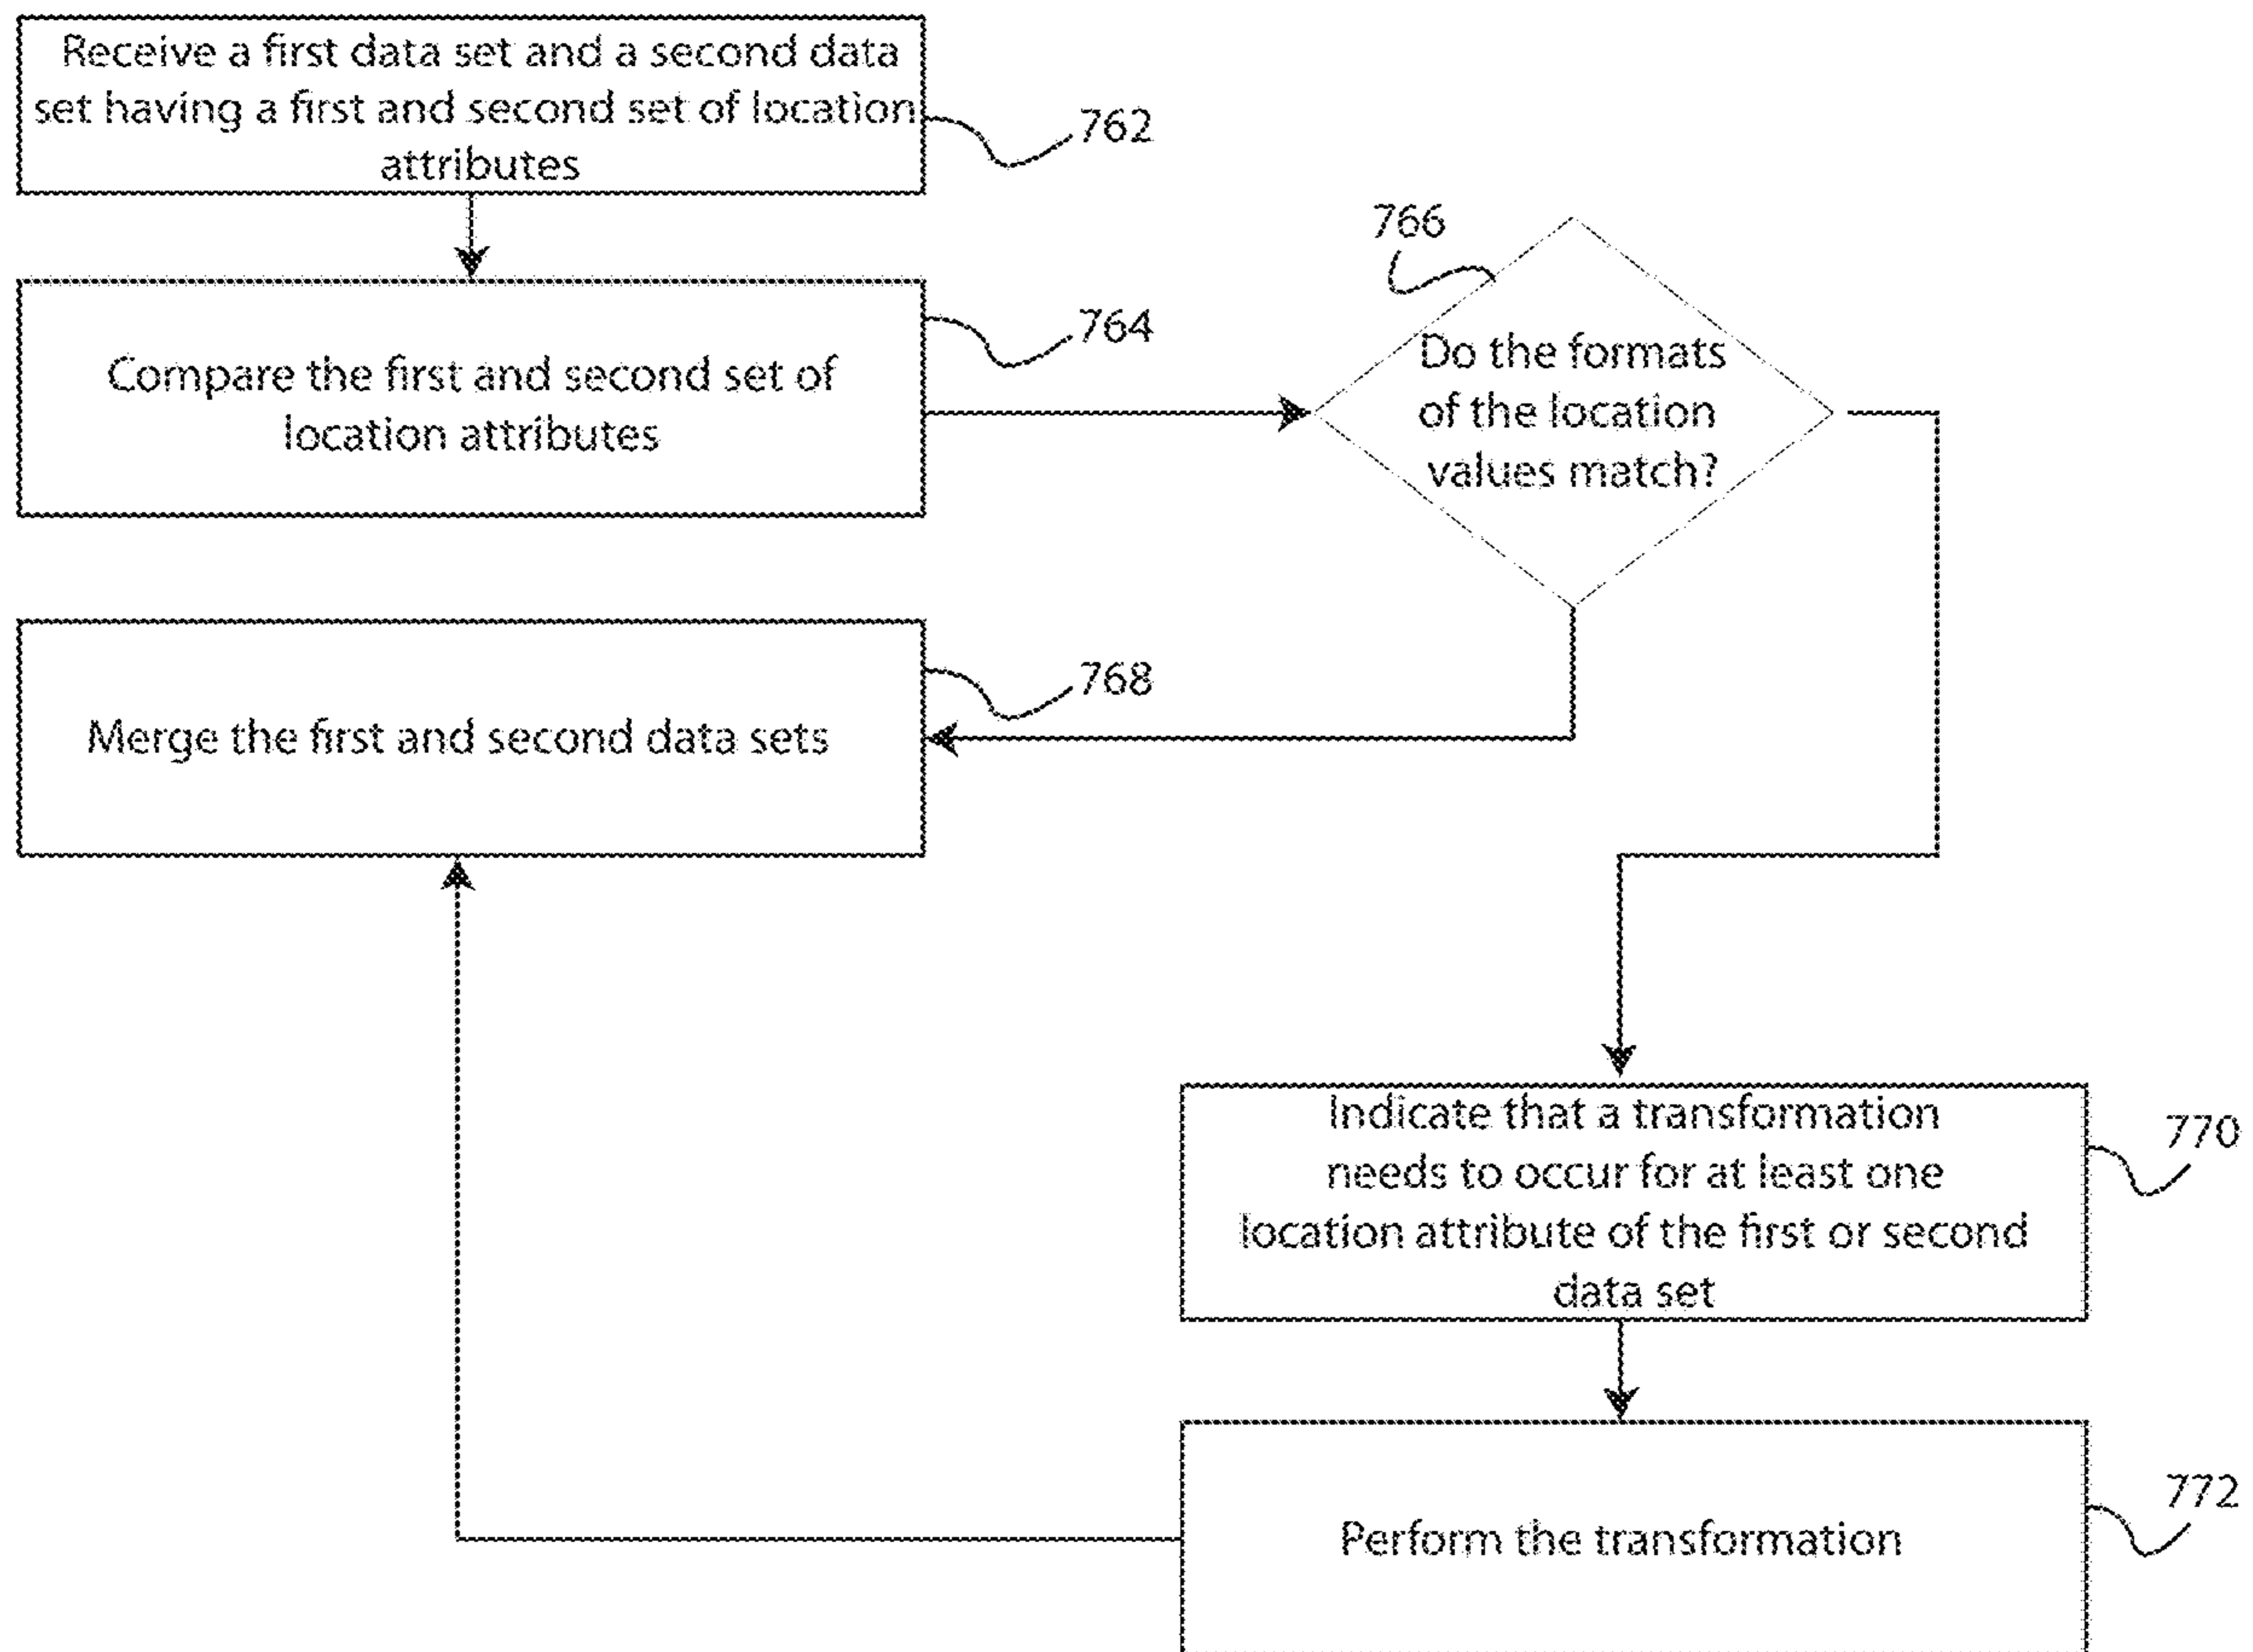 Receive a first data set and a second data
set having a first and second set of location
attributes
762
Compare the first and second set of
location attributes
764
766
Do the formats
of the location
values match?
Merge the first and second data sets
768
Indicate that a transformation
needs to occur for at least one
location attribute of the first or second
data set
770
Perform the transformation
772